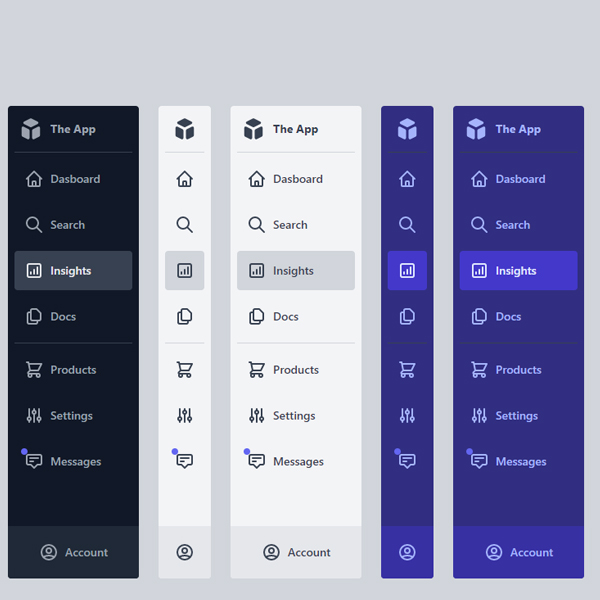 The App
Dasboard
Search
Insights
Docs
Products
Settings
Messages
Account
The App
Dasboard
Search
Insights
Docs
Products
Settings
Messages
Account
The App
Dasboard
Search
Insights
Docs
Products
Settings
Messages
Account